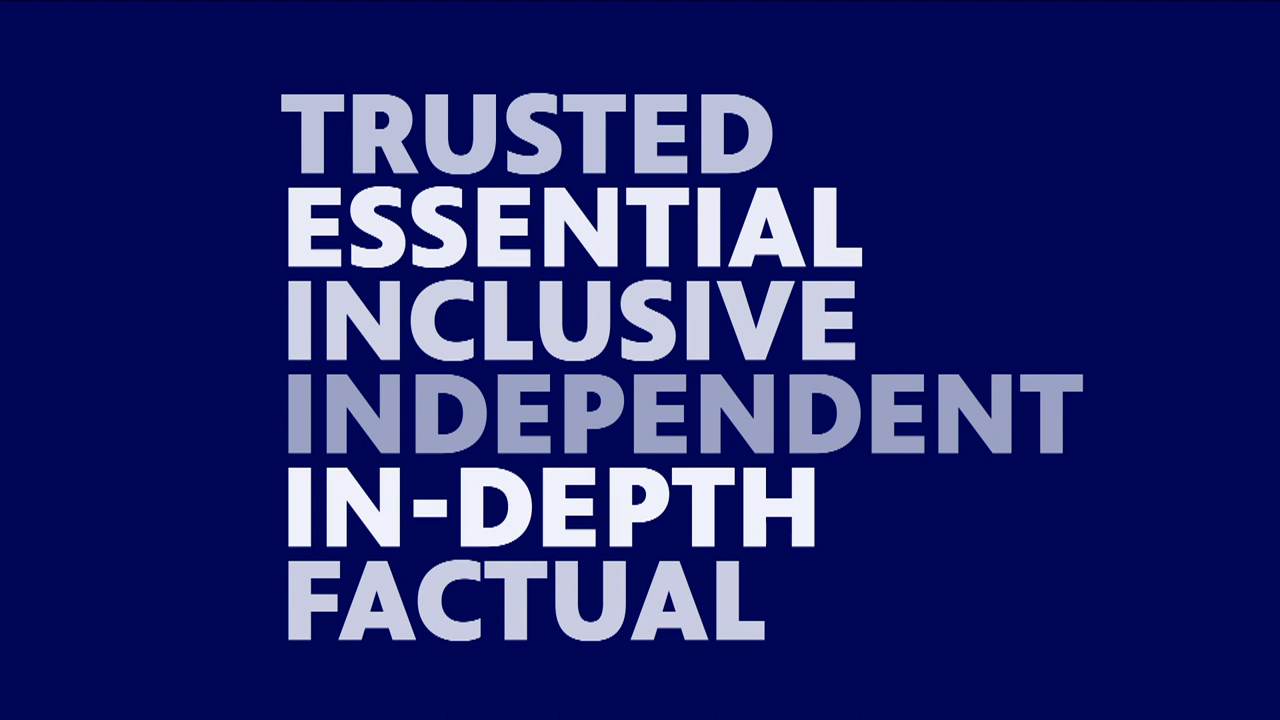 TRUSTED
ESSENTIAL
INCLUSIVE
INDEPENDENT
IN-DEPTH
FACTUAL